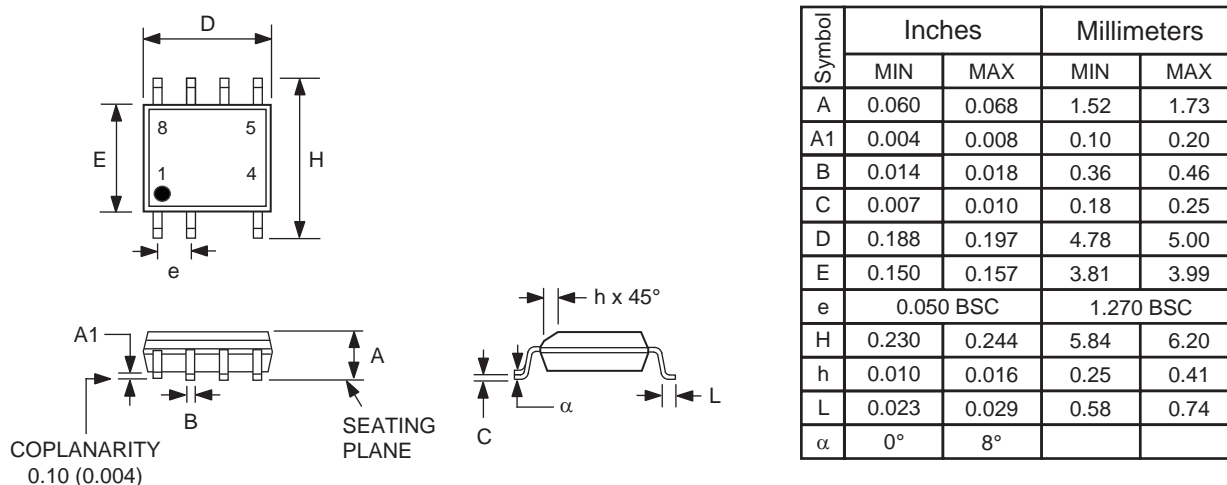 D
8 5
E
H
1 4
e
A1
A
B
COPLANARITY
0.10 (0.004)
SEATING
PLANE
h x 45°
C
α
L
Symbol Inches Millimeters
MIN MAX MIN MAX
A 0.060 0.068 1.52 1.73
A1 0.004 0.008 0.10 0.20
B 0.014 0.018 0.36 0.46
C 0.007 0.010 0.18 0.25
D 0.188 0.197 4.78 5.00
E 0.150 0.157 3.81 3.99
e 0.050 BSC 1.270 BSC
H 0.230 0.244 5.84 6.20
h 0.010 0.016 0.25 0.41
L 0.023 0.029 0.58 0.74
α 0° 8°